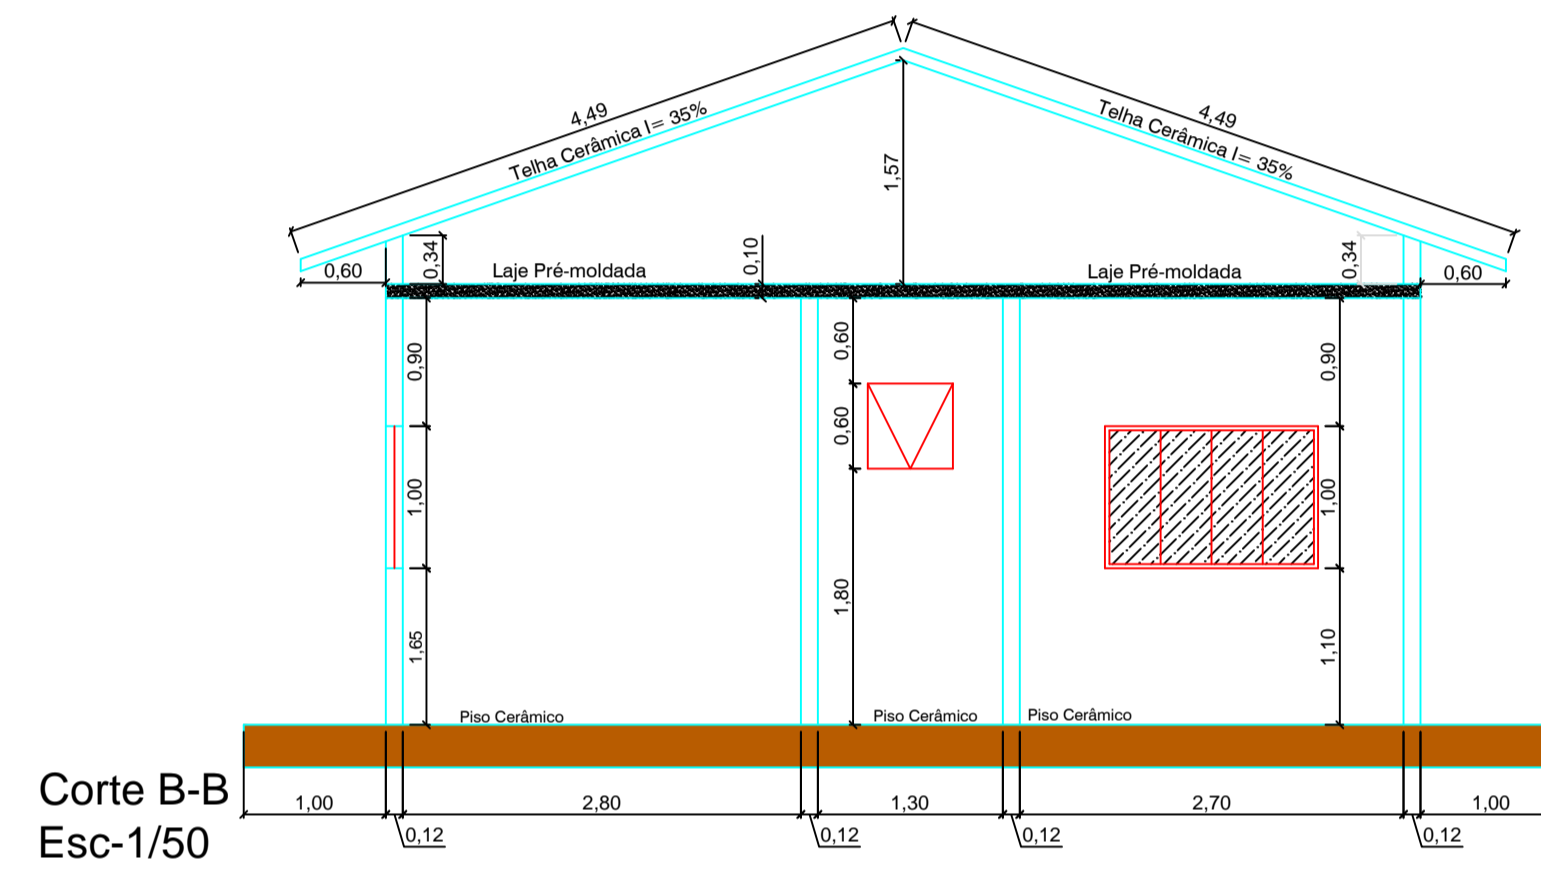 4,49
4,49
Telha Cerâmica I= 35%
Telha Cerâmica I= 35%
1,57
0,60
0,34
Laje Pré-moldada
0,10
Laje Pré-moldada
0,34
0,60
0,90
0,60
0,90
0,60
1,00
1,00
1,80
1,65
1,10
Piso Cerâmico
Piso Cerâmico
Piso Cerâmico
Corte B-B
Esc-1/50
1,00
2,80
1,30
2,70
1,00
0,12
0,12
0,12
0,12